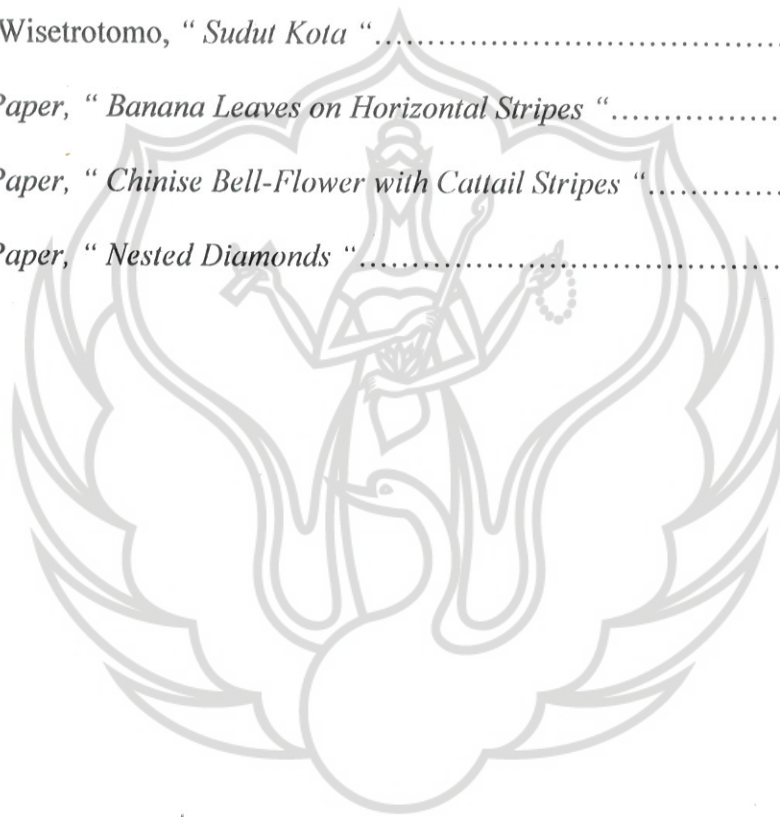 Wisetrotomo, “ Sudut Kota “..........................................
Paper, “ Banana Leaves on Horizontal Stripes “.................
Paper, “ Chinise Bell-Flower with Cattail Stripes “.............
Paper, “ Nested Diamonds “...........................................